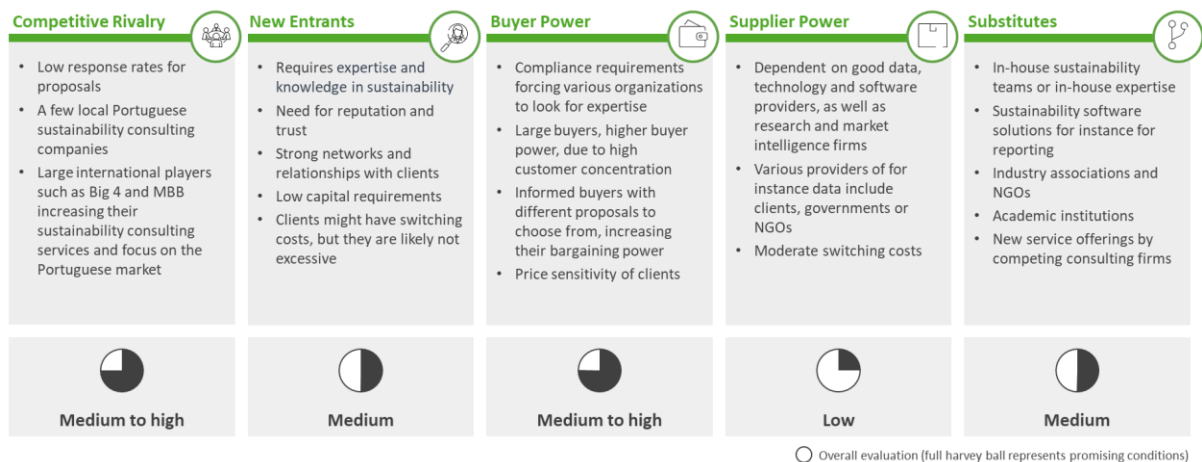 Competitive Rivalry
• Low response rates for
proposals
• A few local Portuguese
sustainability consulting
companies
• Large international players
such as Big 4 and MBB
increasing their
sustainability consulting
services and focus on the
Portuguese market
Medium to high
New Entrants
• Requires expertise and
knowledge in sustainability
• Need for reputation and
trust
• Strong networks and
relationships with clients
• Low capital requirements
• Clients might have switching
costs, but they are likely not
excessive
Medium
Buyer Power
• Compliance requirements
forcing various organizations
to look for expertise
• Large buyers, higher buyer
power, due to high
customer concentration
• Informed buyers with
different proposals to
choose from, increasing
their bargaining power
• Price sensitivity of clients
Medium to high
Supplier Power
• Dependent on good data,
technology and software
providers, as well as
research and market
intelligence firms
• Various providers of for
instance data include
clients, governments or
NGOs
• Moderate switching costs
Low
Substitutes
• In-house sustainability
teams or in-house expertise
• Sustainability software
solutions for instance for
reporting
• Industry associations and
NGOs
• Academic institutions
• New service offerings by
competing consulting firms
Medium
Overall evaluation (full harvey ball represents promising conditions)